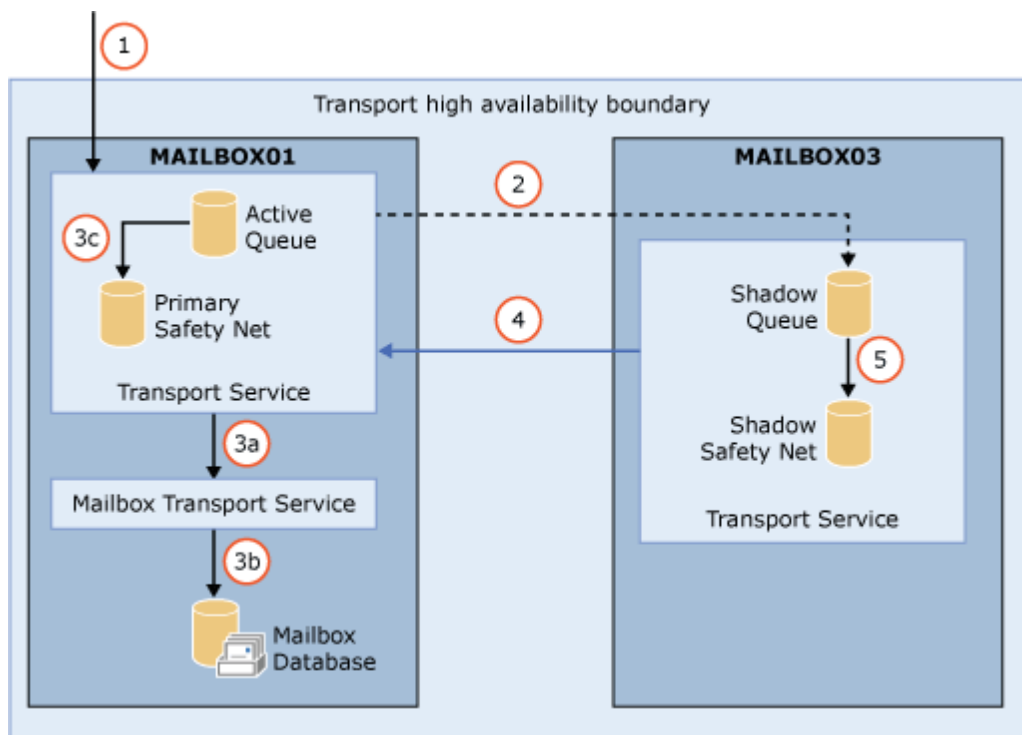 1
Transport high availability boundary
MAILBOX01
MAILBOX03
2
3c
Active
Queue
Primary
Safety Net
Transport Service
4
Shadow
Queue
5
Shadow
Safety Net
Transport Service
3a
Mailbox Transport Service
3b
Mailbox
Database